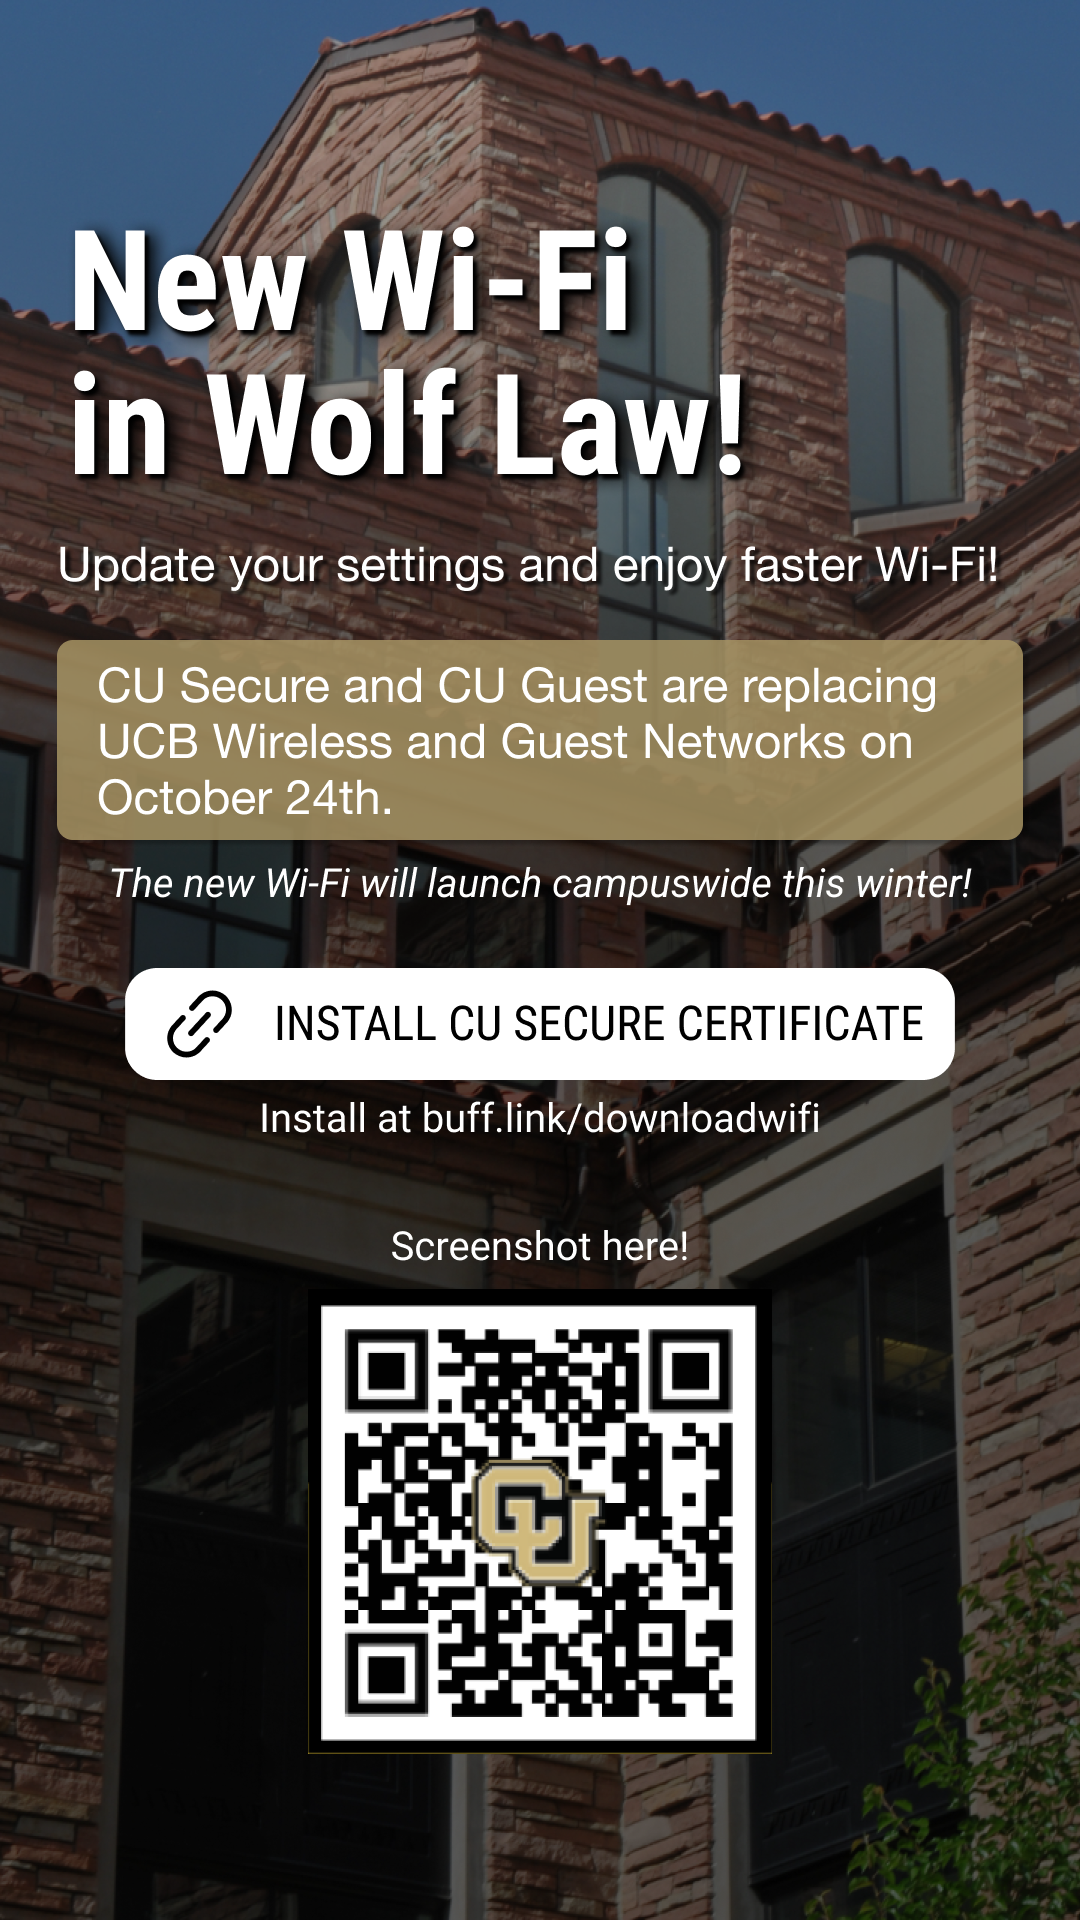 New Wi-Fi
in Wolf Law!
Update your settings and enjoy faster Wi-Fi!
CU Secure and CU Guest are replacing
UCB Wireless and Guest Networks on
October 24th.
The new Wi-Fi will launch campuswide this winter!
INSTALL CU SECURE CERTIFICATE
Install at buff.link/downloadwifi
Screenshot here!
CU